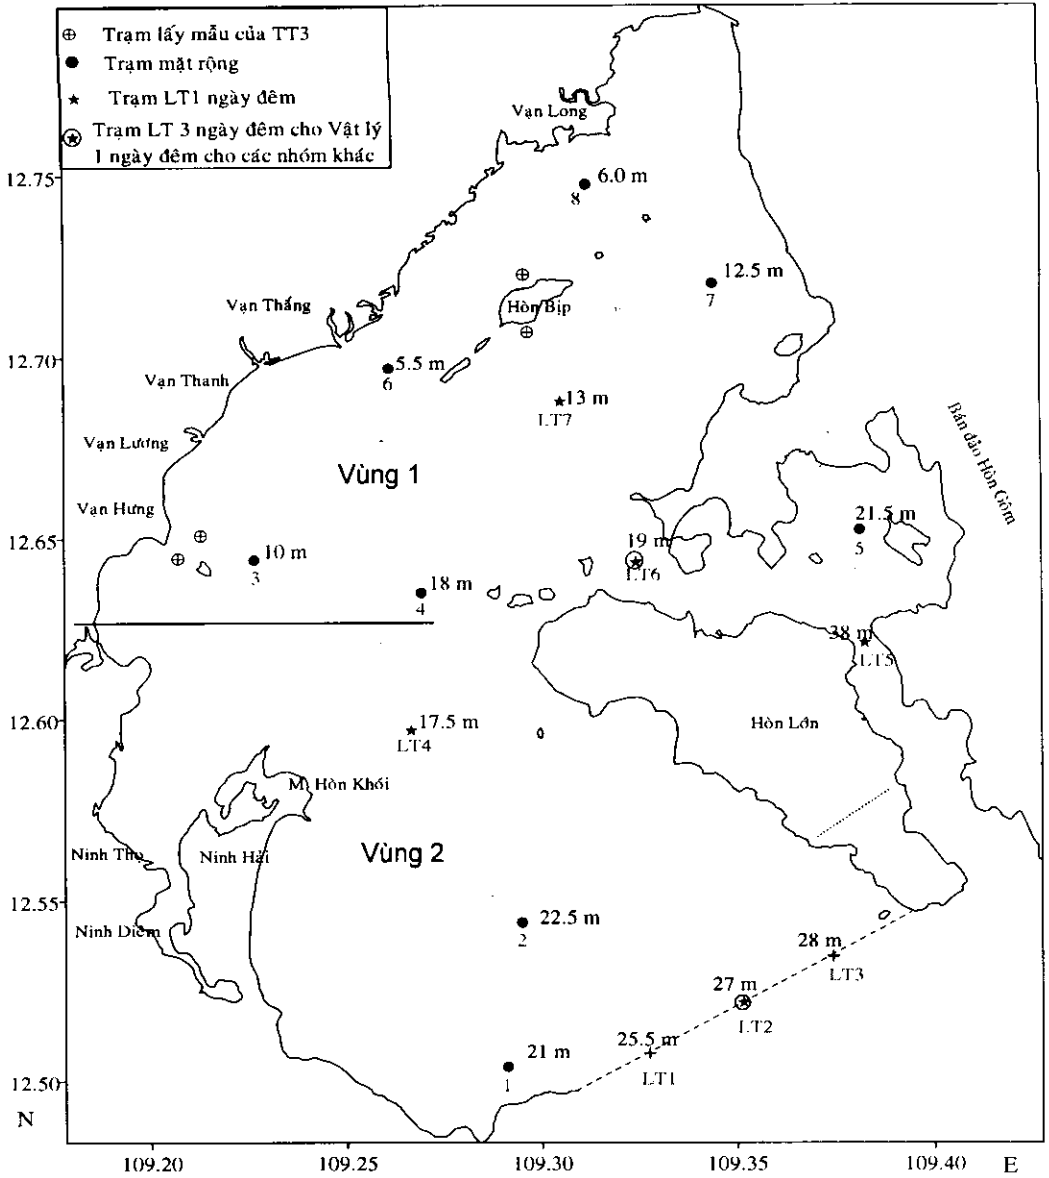 Trạm lấy mẫu của TT3
Trạm mặt rộng
Trạm LT1 ngày đêm
Trạm LT 3 ngày đêm cho Vật lý
1 ngày đêm cho các nhóm khác
Vạn Long
12.75
6.0 m
8
12.5 m
7
Vạn Thắng
Hòn Bịp
12.70
5.5 m
6
Vạn Thanh
13 m
LT7
Bán đảo Hòn Gốm
Vạn Lương
Vùng 1
Vạn Hưng
21.5 m
5
12.65
19 m
LT6
10 m
3
18 m
4
38 m
LT5
12.60
17.5 m
LT4
Hòn Lớn
M. Hòn Khói
Ninh Thọ
Ninh Hải
Vùng 2
12.55
Ninh Diêm
22.5 m
2
28 m
LT3
27 m
LT2
25.5 m
LT1
21 m
1
12.50
N
109.20
109.25
109.30
109.35
109.40
E